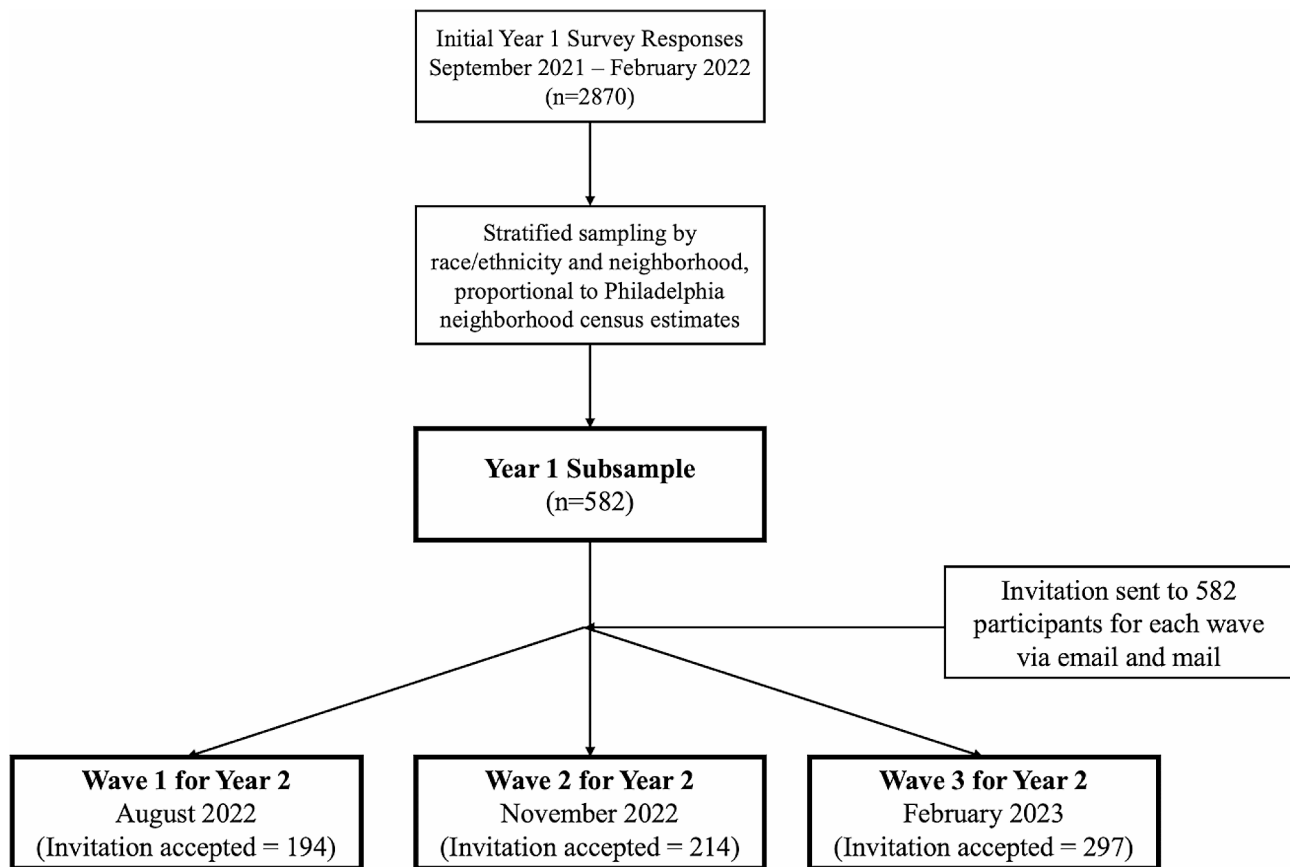 Initial Year 1 Survey Responses
September 2021 – February 2022
(n=2870)
Stratified sampling by
race/ethnicity and neighborhood,
proportional to Philadelphia
neighborhood census estimates
Year 1 Subsample
(n=582)
Invitation sent to 582
participants for each wave
via email and mail
Wave 1 for Year 2
August 2022
(Invitation accepted = 194)
Wave 2 for Year 2
November 2022
(Invitation accepted = 214)
Wave 3 for Year 2
February 2023
(Invitation accepted = 297)